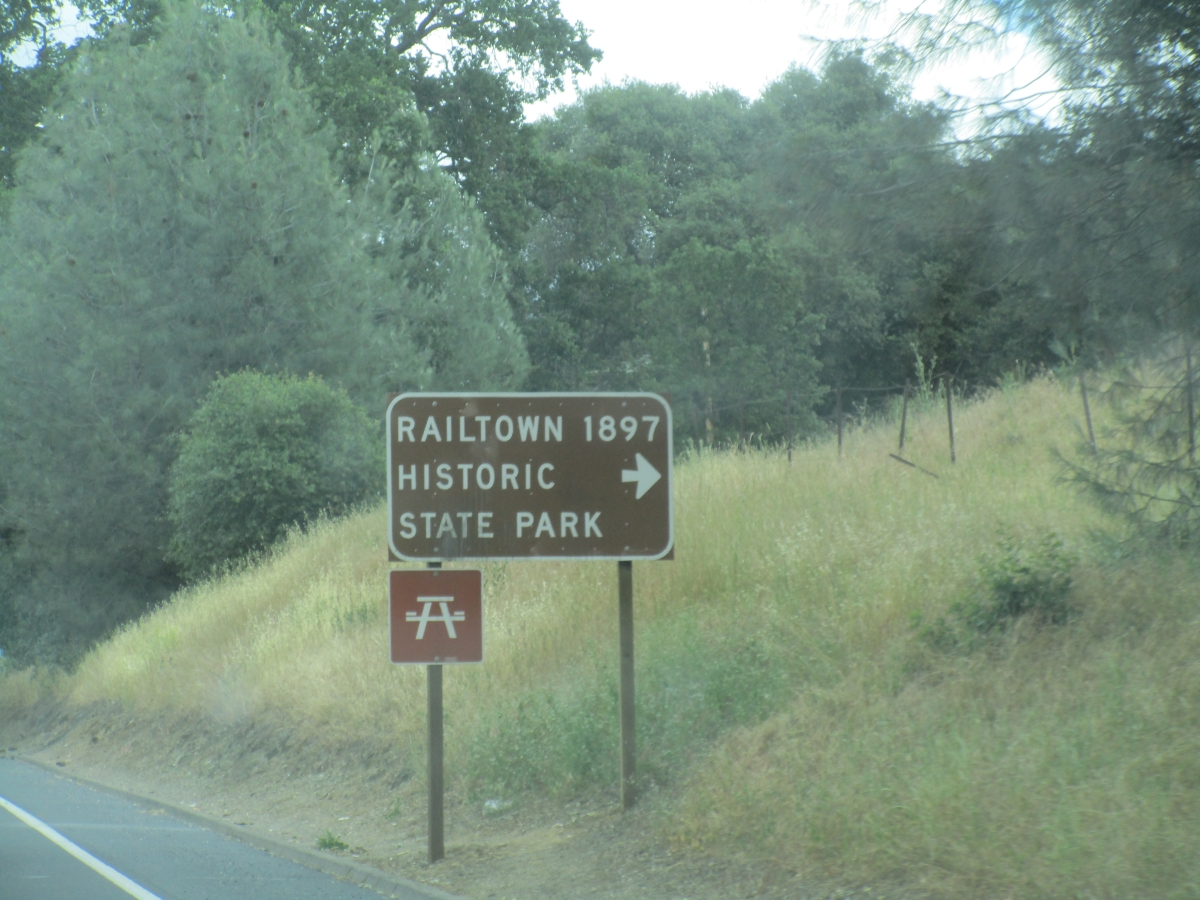 RAILTOWN 1897
HISTORIC
STATE PARK